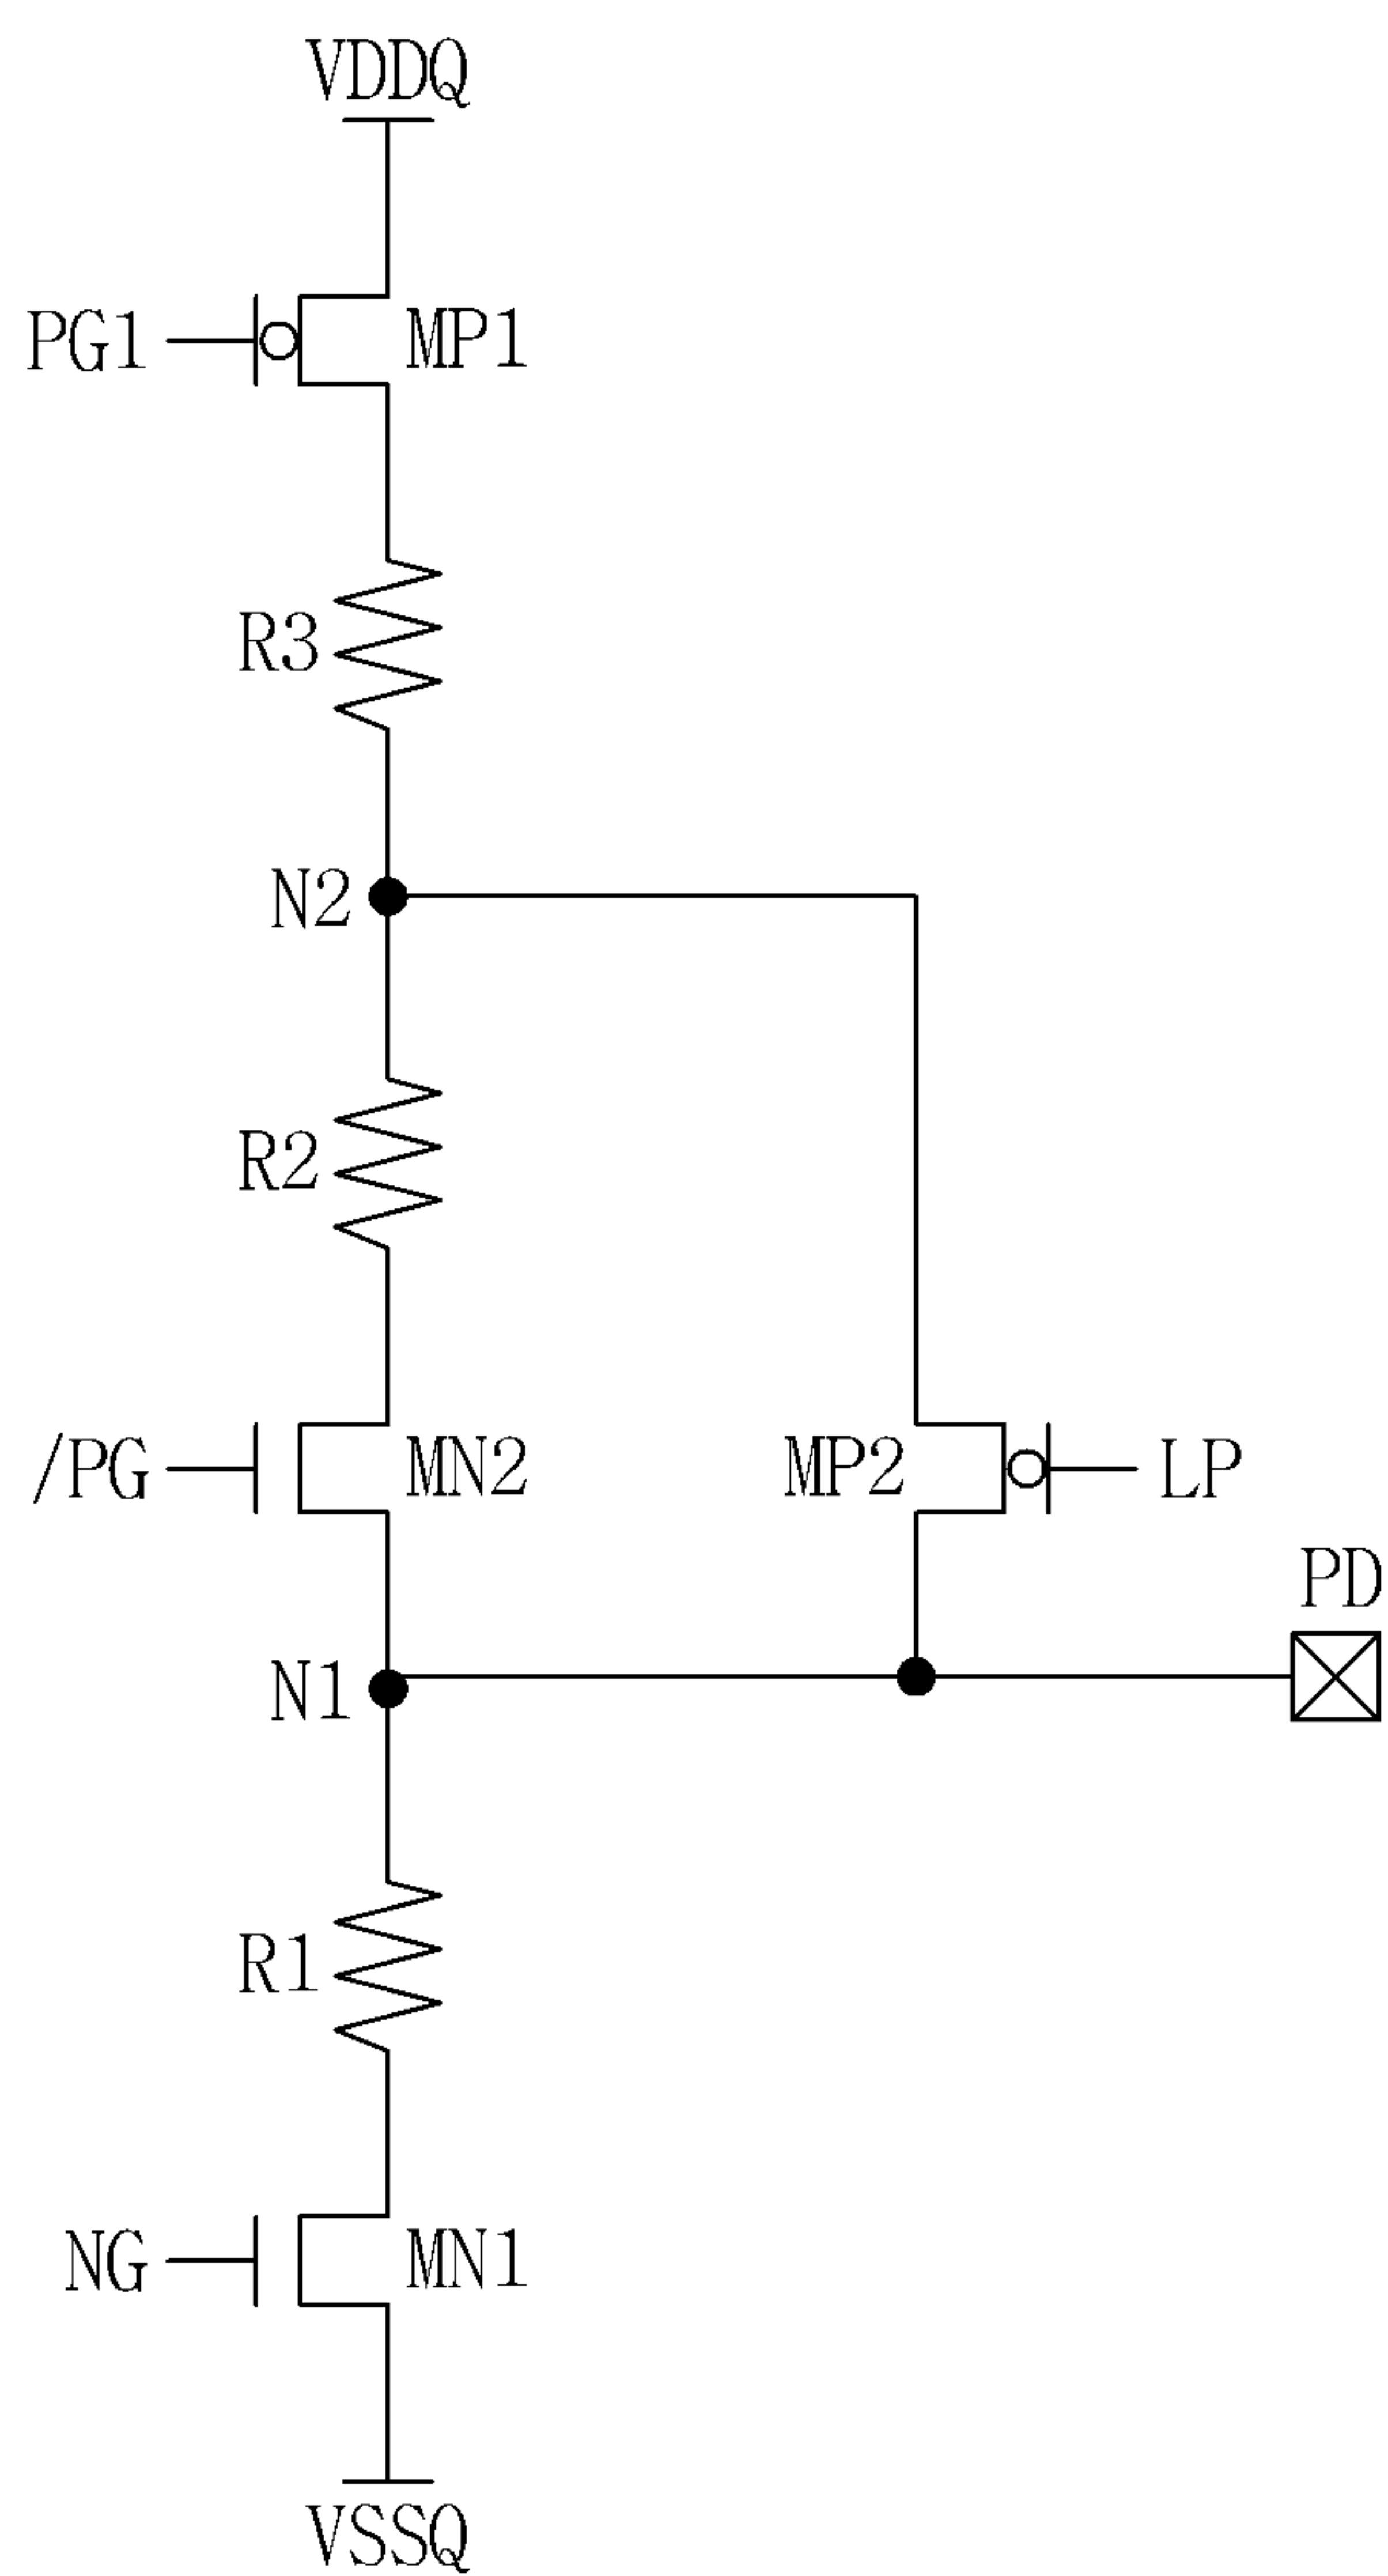 VDDQ
PG1
MP1
R3
N2
R2
/PG
MN2
MP2
LP
PD
N1
R1
NG
MN1
VSSQ